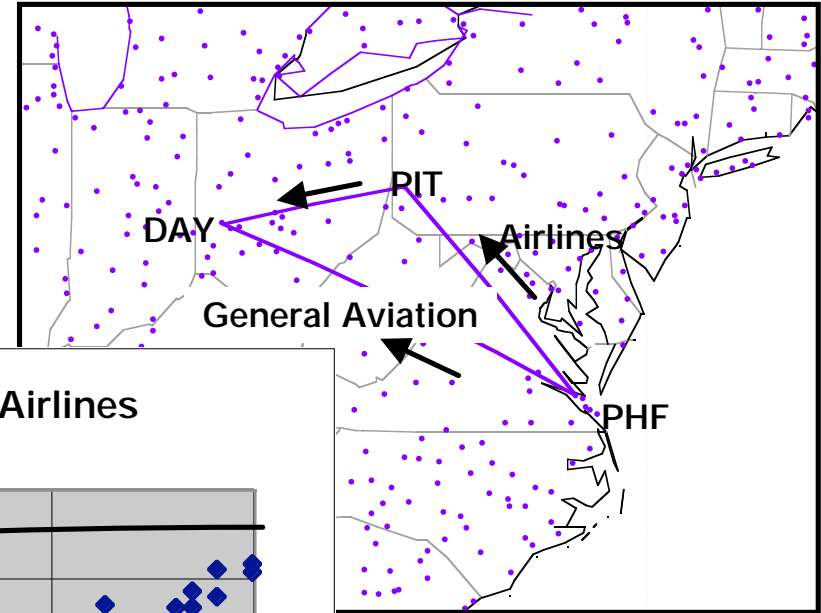 PIT
DAY
Airlines
General Aviation
Airlines
PHF